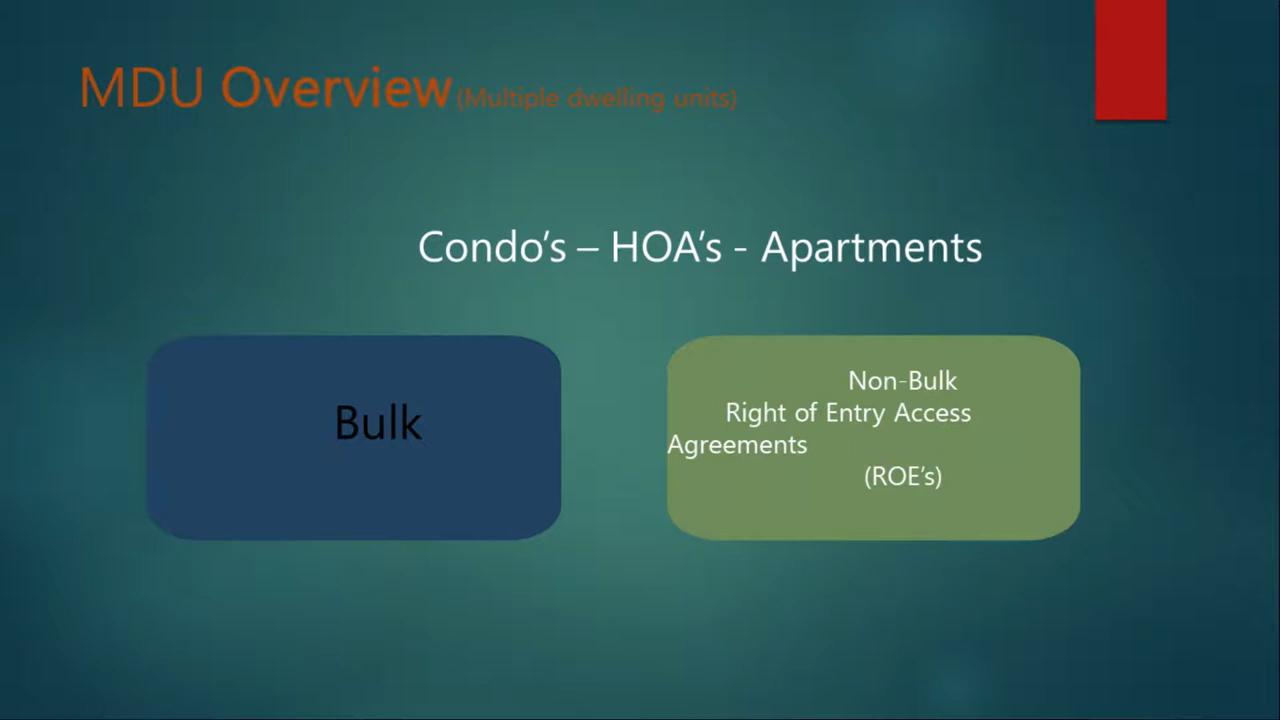 MDU Overview (Multiple dwelling units)
Condo's – HOA's - Apartments
Bulk
Non-Bulk
Right of Entry Access
Agreements
(ROE's)